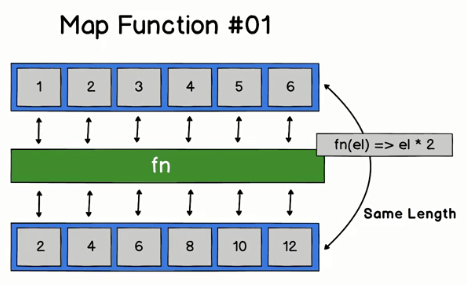 Map Function #01
1 2 3 4 5 6
fn(el) => el * 2
fn
Same Length
2 4 6 8 10 12